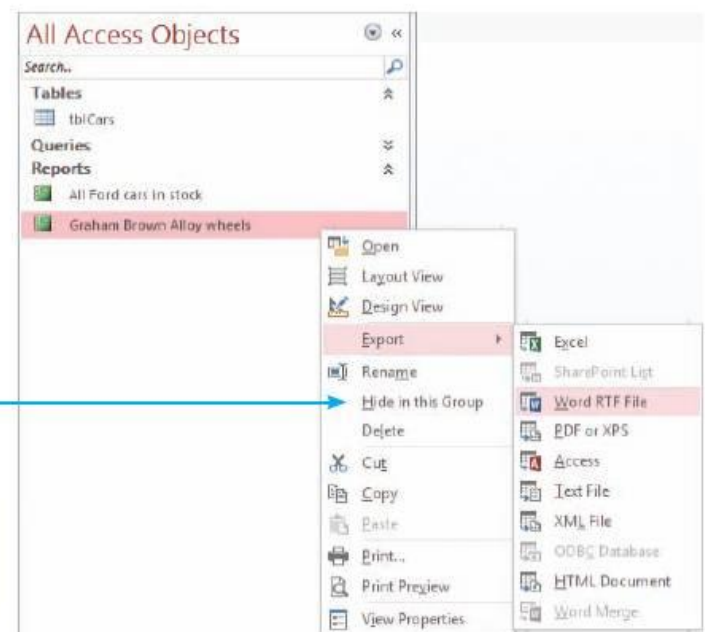 All Access Objects
Search..
Tables
tblCars
Queries
Reports
All Ford cars in stock
Graham Brown Alloy wheels
Open
Layout View
Design View
Export
Rename
Hide in this Group
Delete
Cut
Copy
Paste
Print...
Print Preview
View Properties
Excel
SharePoint List
Word RTF File
PDF or XPS
Access
Text File
XML File
ODBC Database
HTML Document
Word Merge